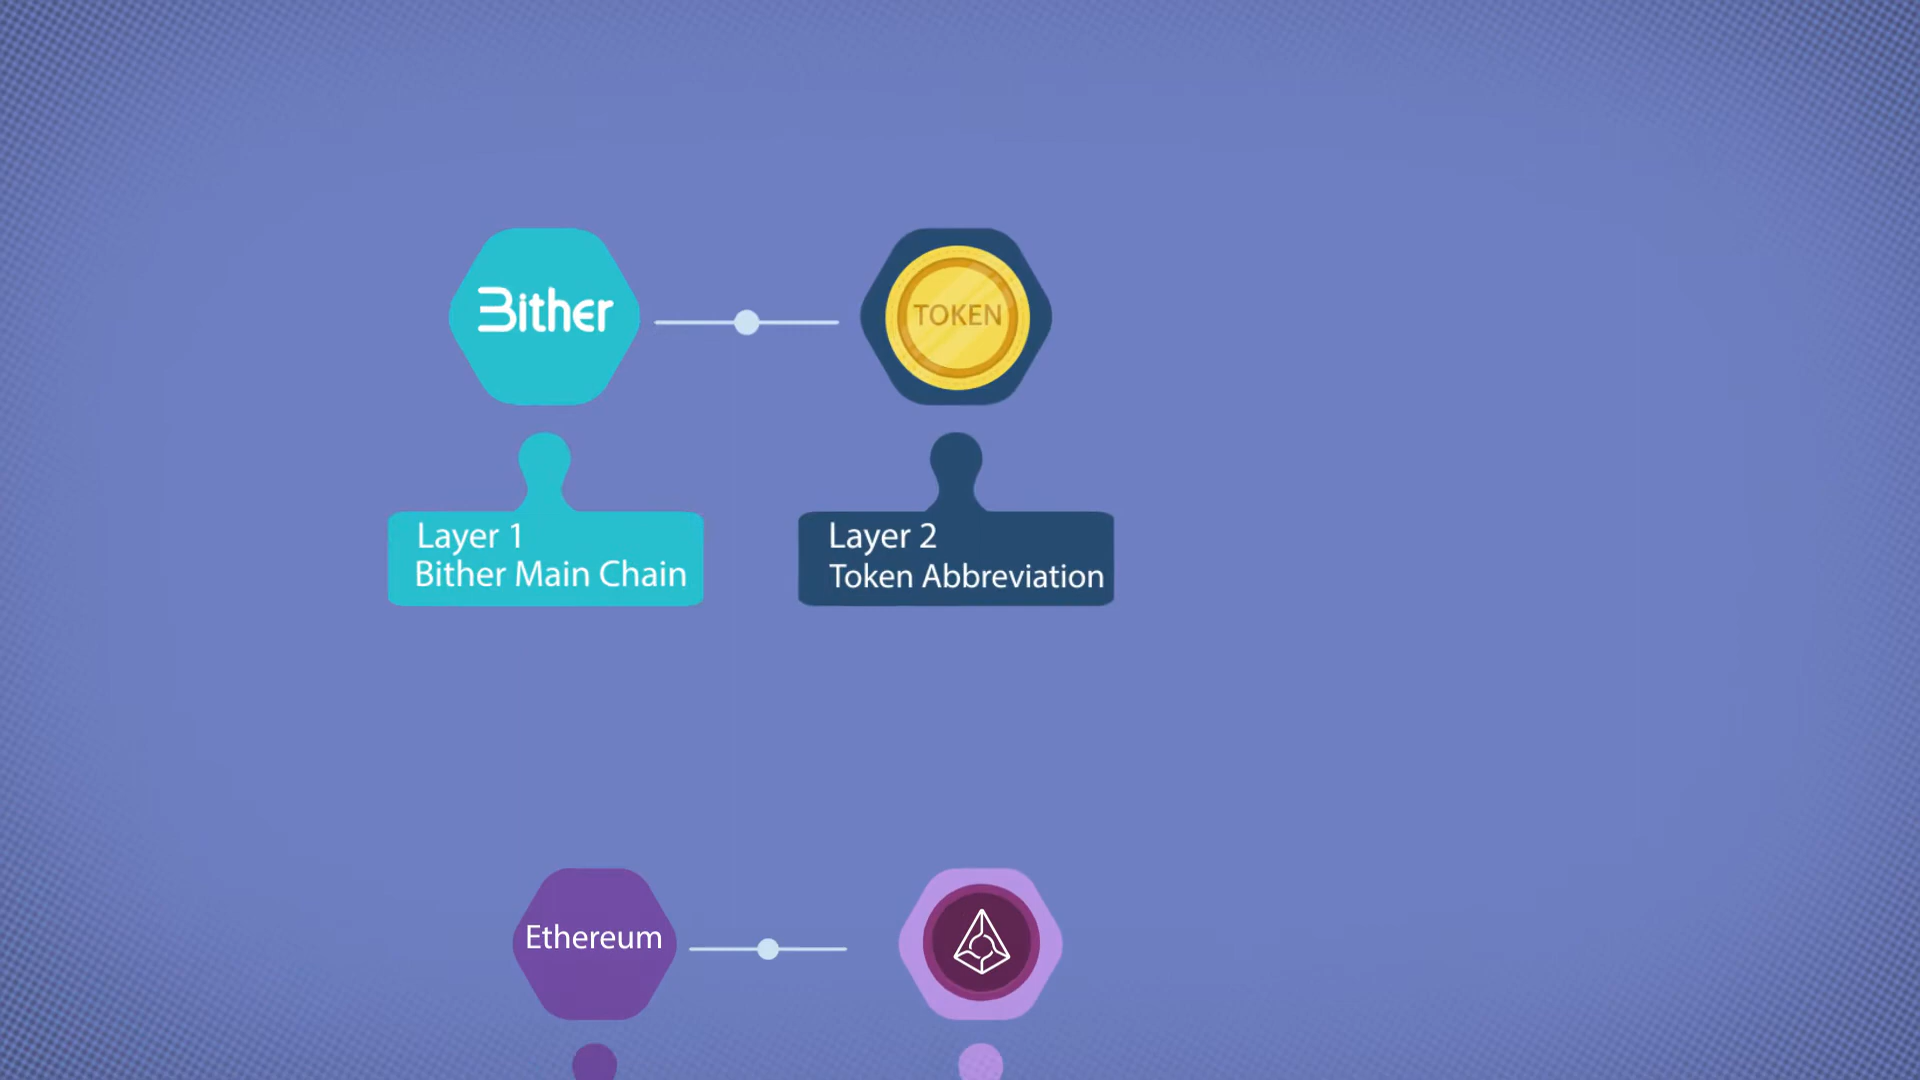 Bither
TOKEN
Layer 1
Bither Main Chain
Layer 2
Token Abbreviation
Ethereum